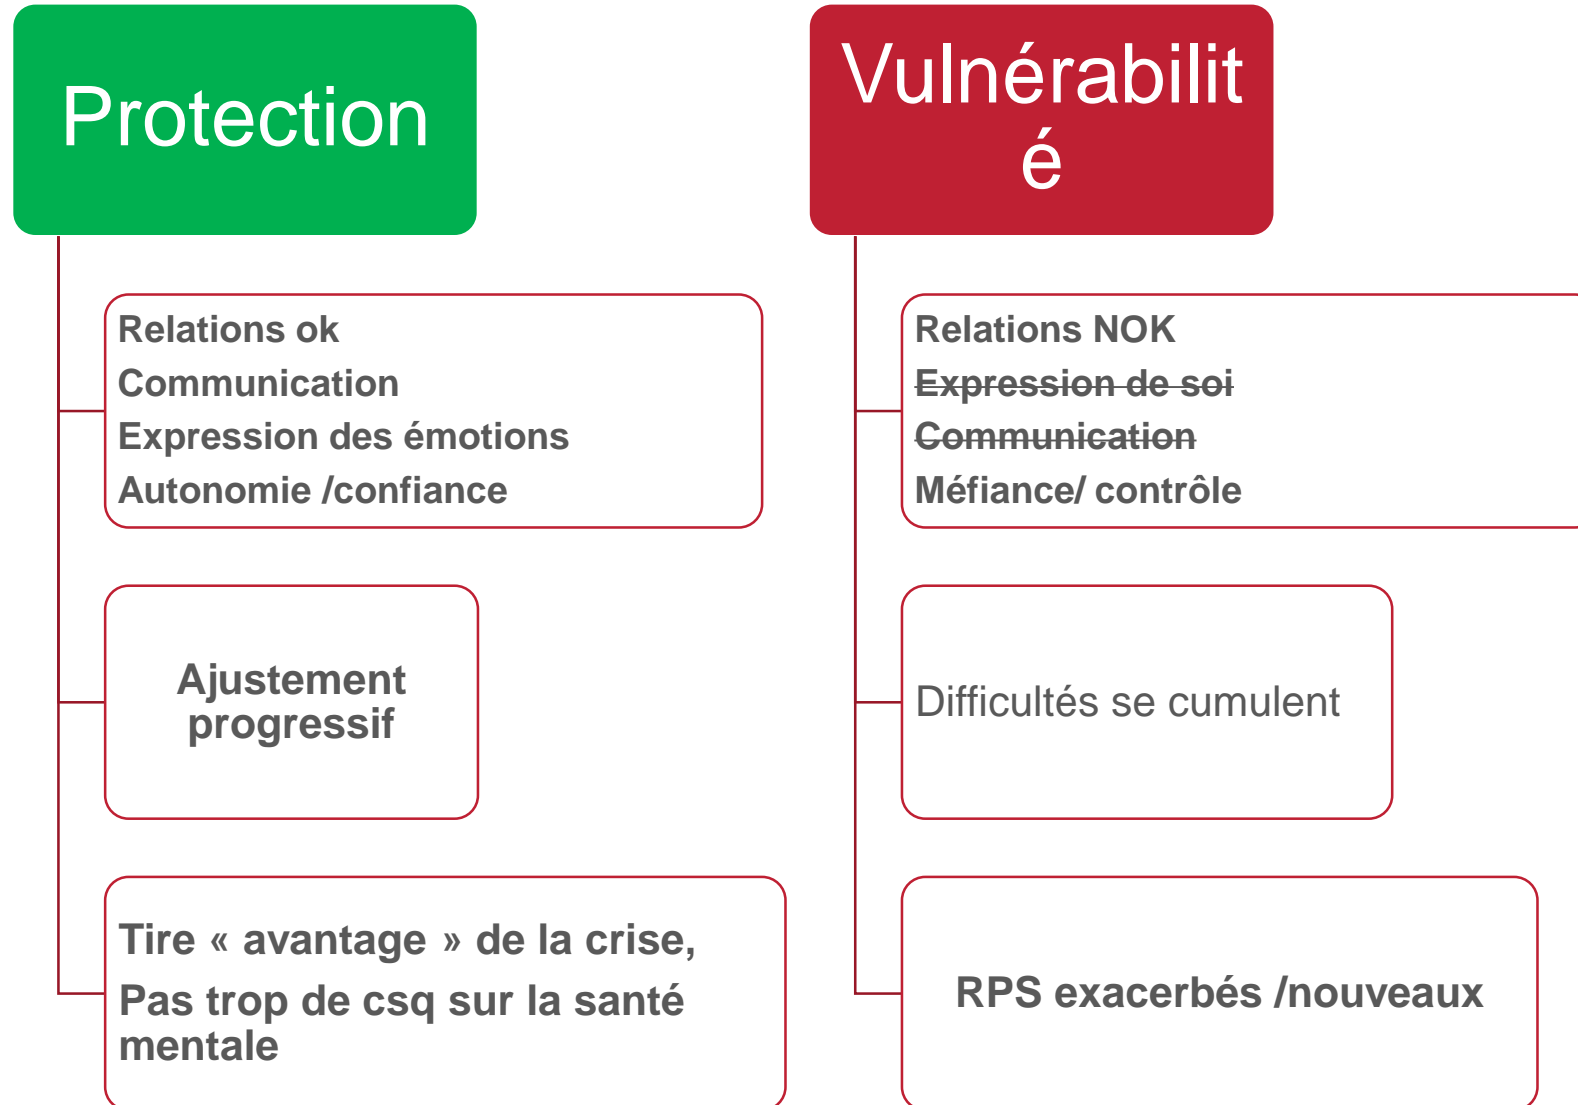 Protection
Relations ok
Communication
Expression des émotions
Autonomie /confiance
Ajustement
progressif
Tire « avantage » de la crise,
Pas trop de csq sur la santé
mentale
Vulnérabilit
é
Relations NOK
Expression de soi
Communication
Méfiance/ contrôle
Difficultés se cumulent
RPS exacerbés /nouveaux